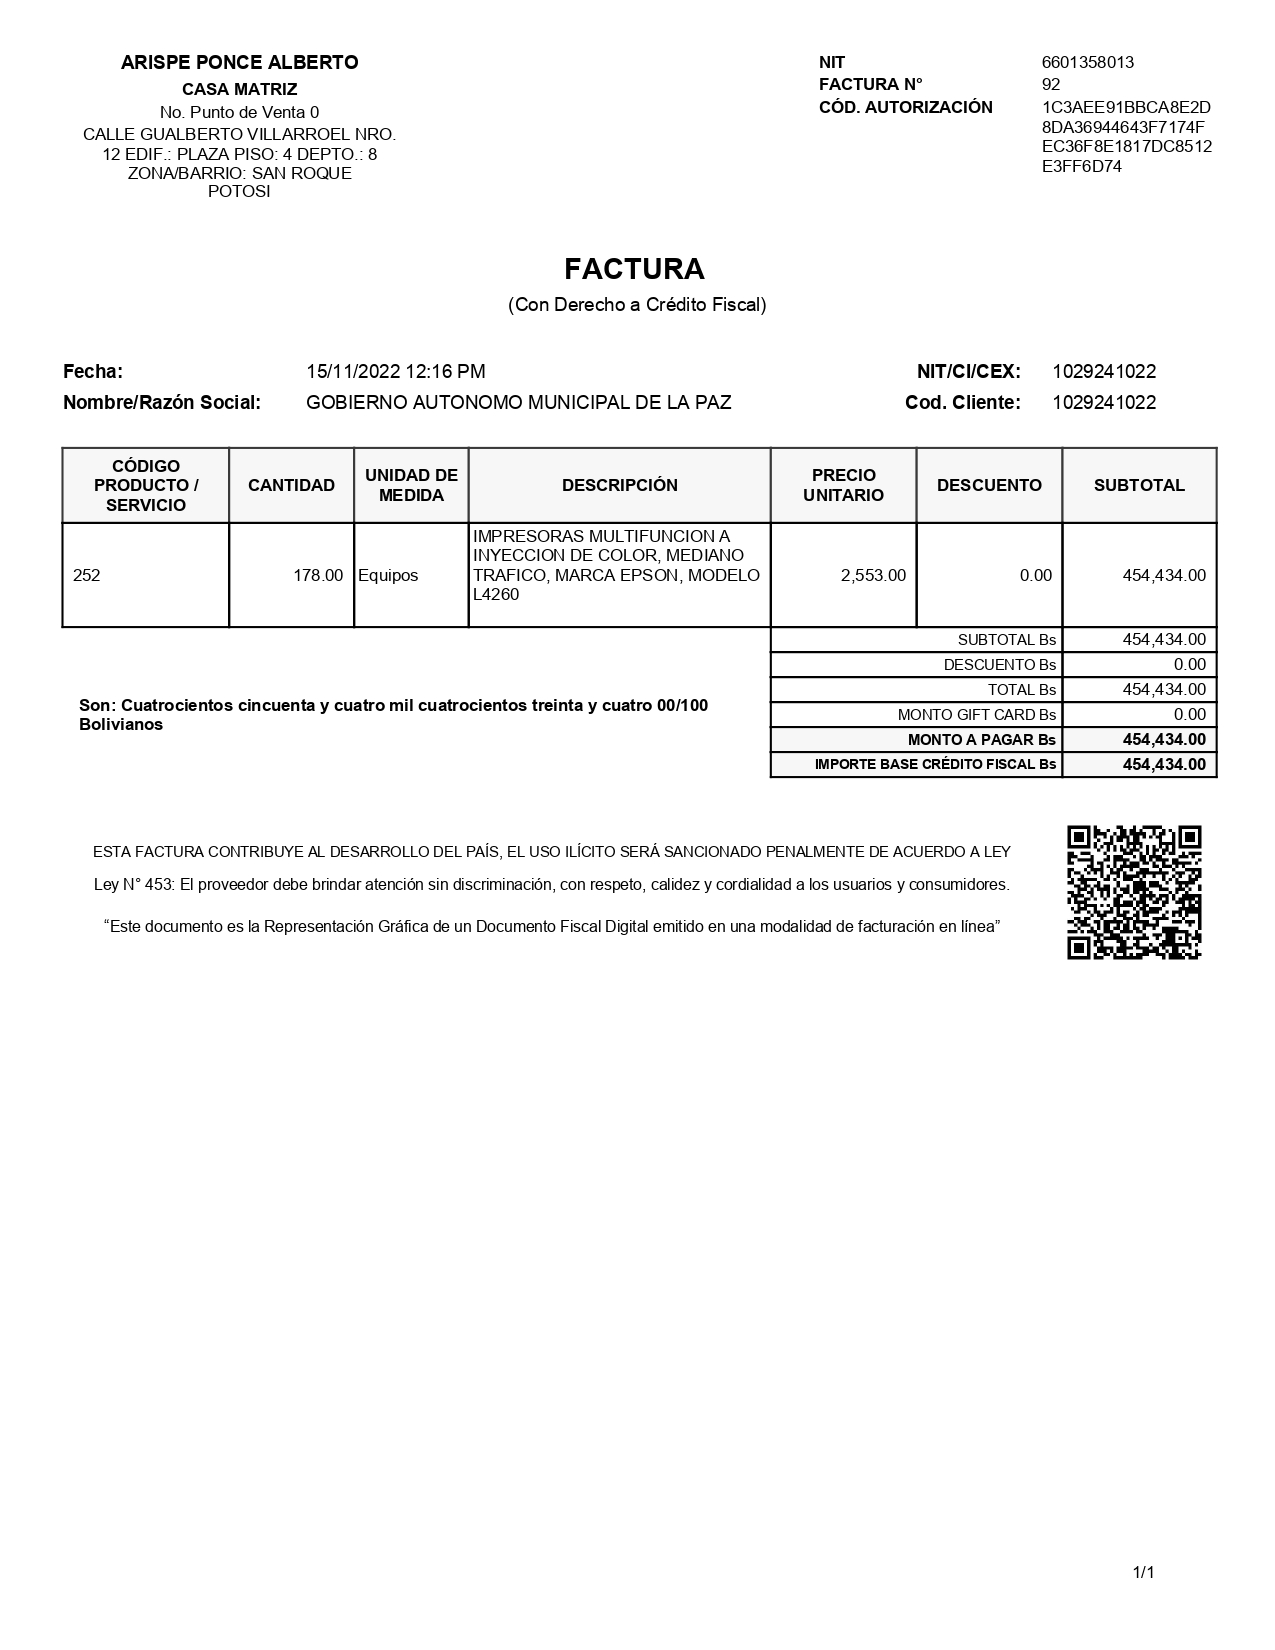 ARISPE PONCE ALBERTO
CASA MATRIZ
No. Punto de Venta 0
CALLE GUALBERTO VILLARROEL NRO.
12 EDIF.: PLAZA PISO: 4 DEPTO.: 8
ZONA/BARRIO: SAN ROQUE
POTOSI
NIT 6601358013
FACTURA N° 92
CÓD. AUTORIZACIÓN 1C3AEE91BBCA8E2D
8DA36944643F7174F
EC36F8E1817DC8512
E3FF6D74
FACTURA
(Con Derecho a Crédito Fiscal)
Fecha: 15/11/2022 12:16 PM NIT/CI/CEX: 1029241022
Nombre/Razón Social: GOBIERNO AUTONOMO MUNICIPAL DE LA PAZ Cod. Cliente: 1029241022
CÓDIGO
PRODUCTO /
SERVICIO
CANTIDAD
UNIDAD DE
MEDIDA
DESCRIPCIÓN
PRECIO
UNITARIO
DESCUENTO
SUBTOTAL
252
178.00
Equipos
IMPRESORAS MULTIFUNCION A
INYECCION DE COLOR, MEDIANO
TRAFICO, MARCA EPSON, MODELO
L4260
2,553.00
0.00
454,434.00
SUBTOTAL Bs 454,434.00
DESCUENTO Bs 0.00
TOTAL Bs 454,434.00
MONTO GIFT CARD Bs 0.00
MONTO A PAGAR Bs 454,434.00
IMPORTE BASE CRÉDITO FISCAL Bs 454,434.00
Son: Cuatrocientos cincuenta y cuatro mil cuatrocientos treinta y cuatro 00/100
Bolivianos
ESTA FACTURA CONTRIBUYE AL DESARROLLO DEL PAÍS, EL USO ILÍCITO SERÁ SANCIONADO PENALMENTE DE ACUERDO A LEY
Ley N° 453: El proveedor debe brindar atención sin discriminación, con respeto, calidez y cordialidad a los usuarios y consumidores.
“Este documento es la Representación Gráfica de un Documento Fiscal Digital emitido en una modalidad de facturación en línea”
1/1